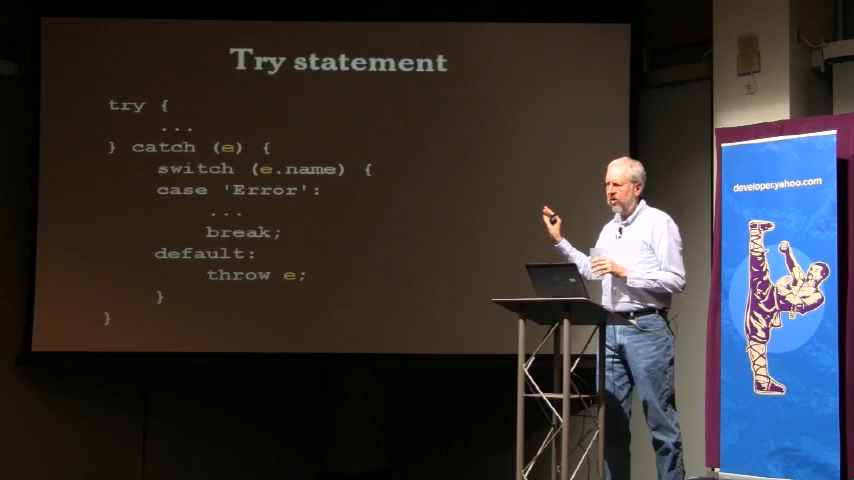 Try statement
try {
...
} catch (e) {
switch (e.name) {
case 'Error':
...
break;
default:
throw e;
}
}
developer.yahoo.com